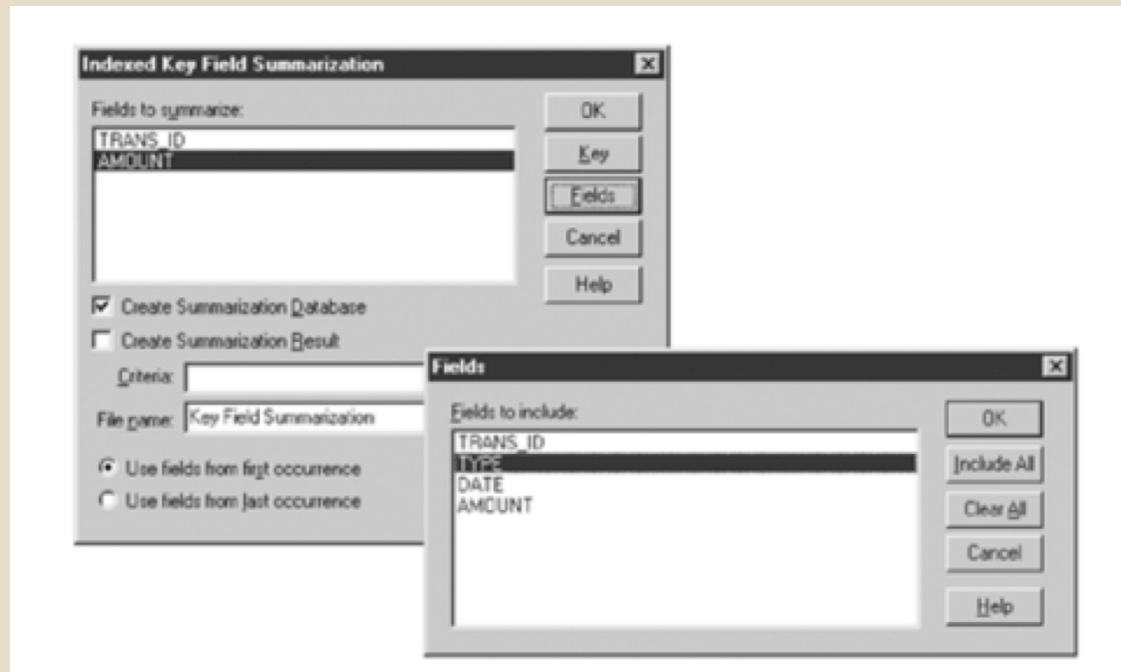 Indexed Key Field Summarization
Fields to summarize:
TRANS_ID
AMOUNT
OK
Key
Fields
Cancel
Help
Create Summarization Database
Create Summarization Result
Criteria:
File name: Key Field Summarization
Use fields from first occurrence
Use fields from last occurrence
Fields
Fields to include:
TRANS_ID
TYPE
DATE
AMOUNT
OK
Include All
Clear All
Cancel
Help